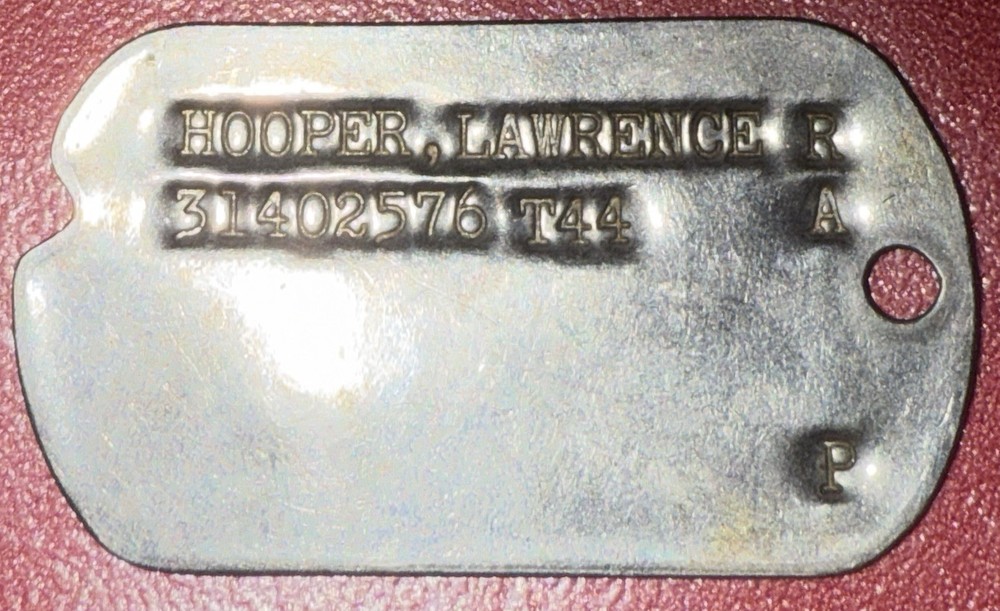 HOOPER,LAWRENCE R
31402576 T44 A
P